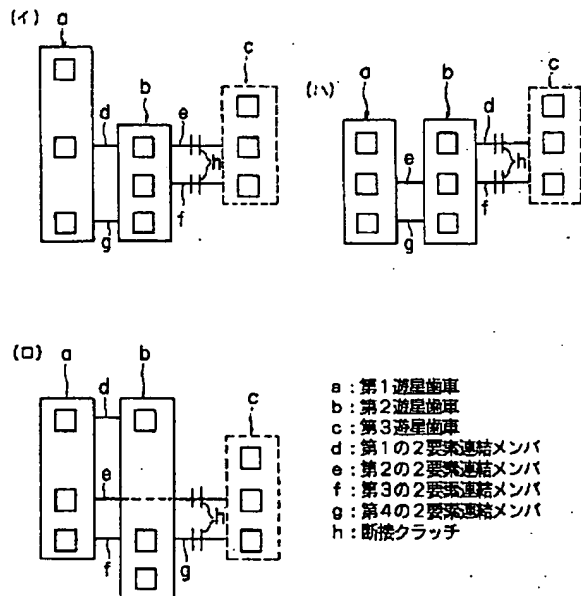 (イ)
a
b
c
d
e
h
f
g
(ハ)
a
b
c
d
e
h
f
g
(ロ)
a
b
c
d
e
h
f
g
a:第1遊星歯車
b:第2遊星歯車
c:第3遊星歯車
d:第1の2要素連結メンバ
e:第2の2要素連結メンバ
f:第3の2要素連結メンバ
g:第4の2要素連結メンバ
h:断接クラッチ